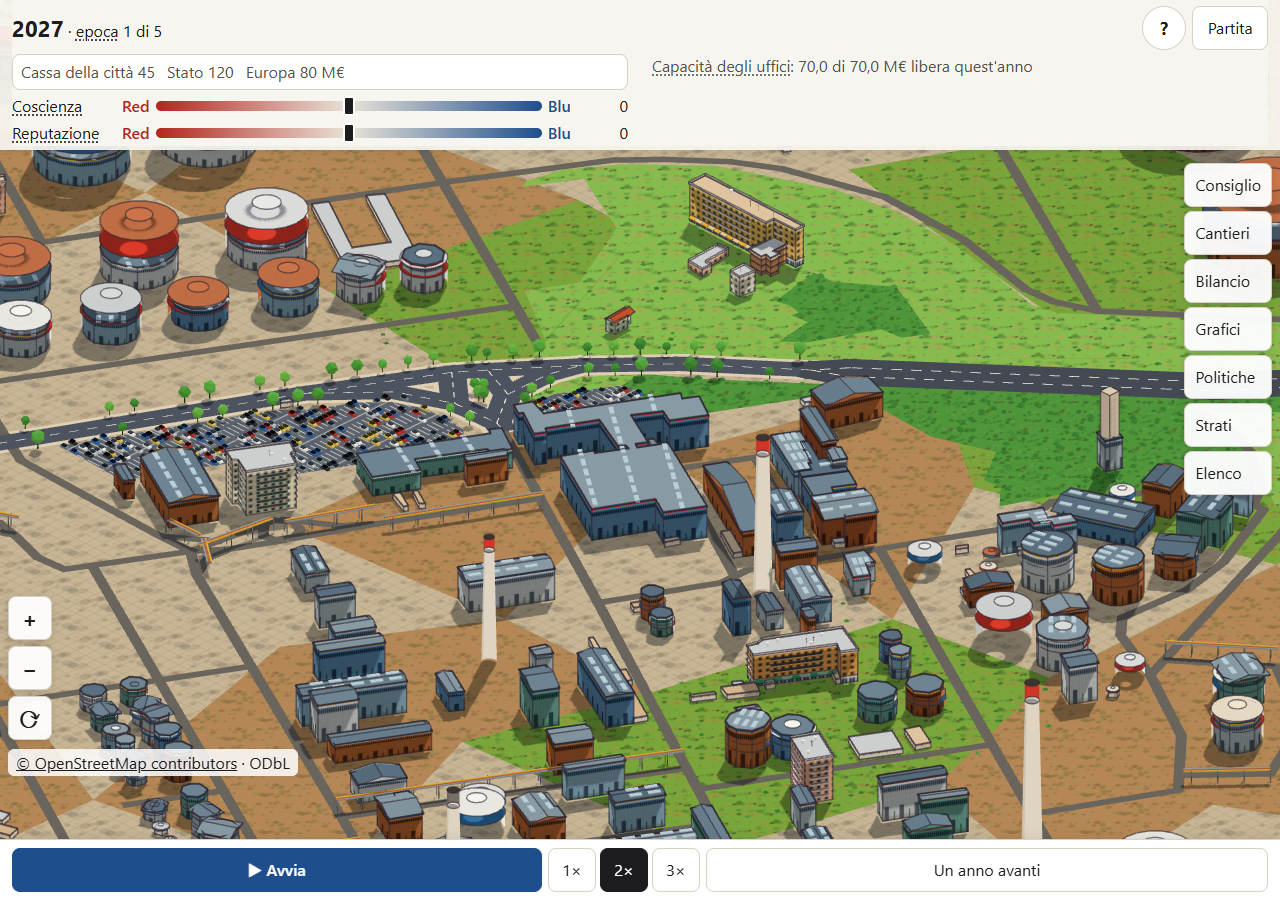 2027 · epoca 1 di 5
?
Partita
Cassa della città 45 Stato 120 Europa 80 M€
Capacità degli uffici: 70,0 di 70,0 M€ libera quest'anno
Coscienza Red Blu 0
Reputazione Red Blu 0
Consiglio
Cantieri
Bilancio
Grafici
Politiche
Strati
Elenco
+
−
© OpenStreetMap contributors · ODbL
▶ Avvia
1×
2×
3×
Un anno avanti